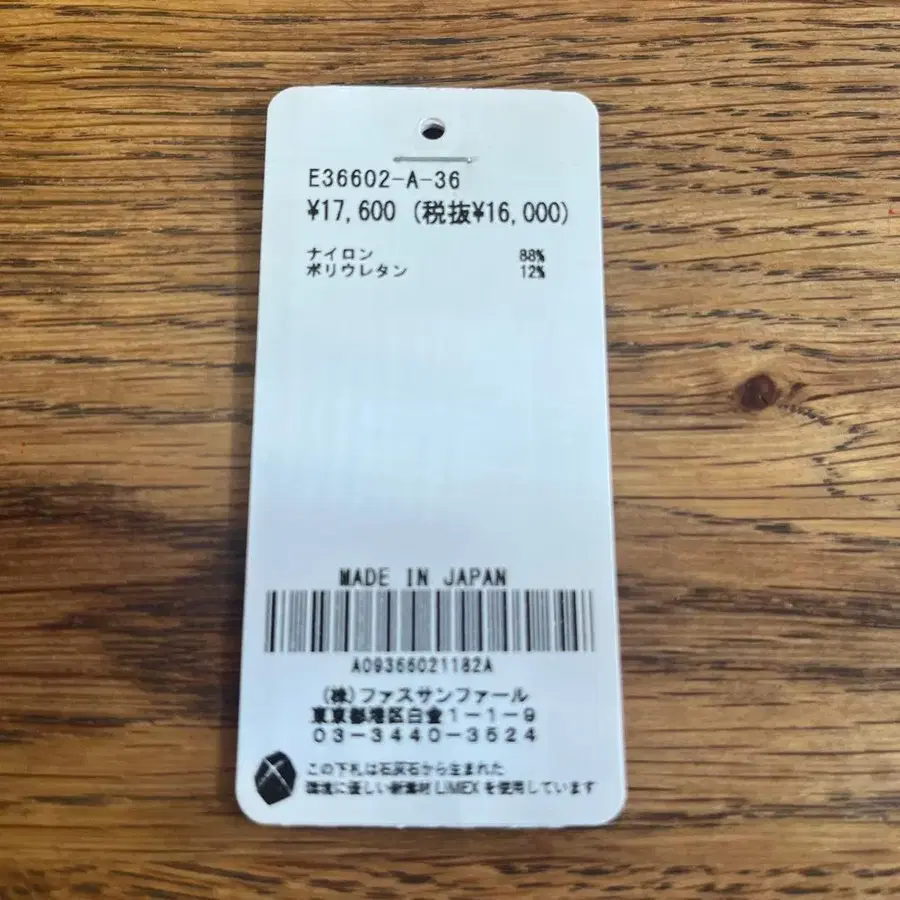 E36602-A-36
¥17,600 (税抜¥16,000)
ナイロン 88%
ポリウレタン 12%
MADE IN JAPAN
A09366021182A
(株)ファスサンファール
東京都港区白金1-1-9
03-3440-3524
この下札は石灰石から生まれた
環境に優しい新素材 LIMEX を使用しています